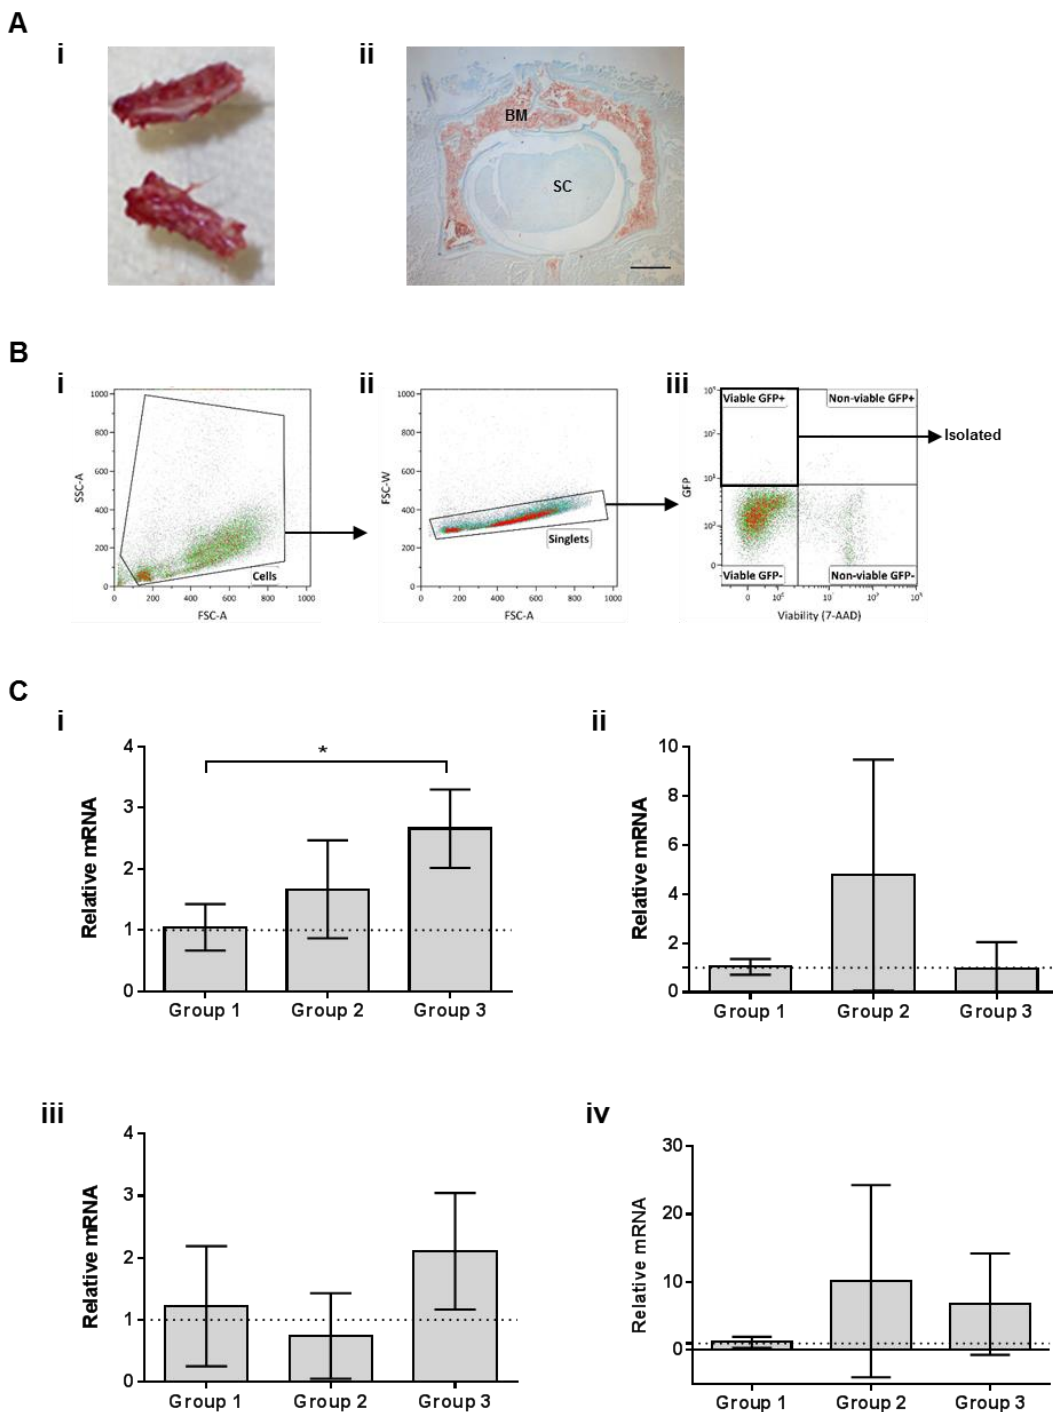 A
i
ii
BM
SC
B
i
ii
iii
1000
800
600
400
200
0
SSC-A
Cells
0 200 400 600 800 1000
FSC-A
1000
800
600
400
200
0
FSC-W
Singlets
0 200 400 600 800 1000
FSC-A
GFP
Viable GFP+
Non-viable GFP+
Isolated
0
Viable GFP-
Non-viable GFP-
0
Viability (7-AAD)
C
i
4
3
2
1
0
Relative mRNA
*
Group 1 Group 2 Group 3
ii
10
8
6
4
2
0
Relative mRNA
Group 1 Group 2 Group 3
iii
4
3
2
1
0
Relative mRNA
Group 1 Group 2 Group 3
iv
30
20
10
0
Relative mRNA
Group 1 Group 2 Group 3